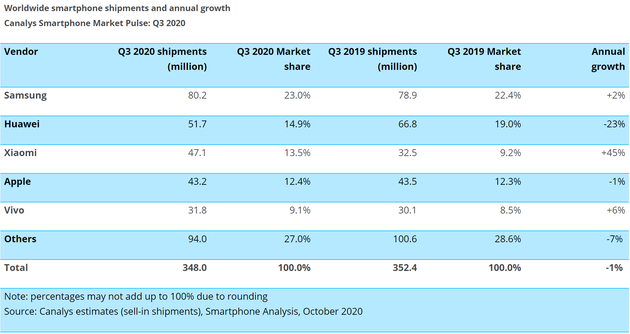 Worldwide smartphone shipments and annual growth
Canalys Smartphone Market Pulse: Q3 2020
Vendor Q3 2020 shipments (million) Q3 2020 Market share Q3 2019 shipments (million) Q3 2019 Market share Annual growth
Samsung 80.2 23.0% 78.9 22.4% +2%
Huawei 51.7 14.9% 66.8 19.0% -23%
Xiaomi 47.1 13.5% 32.5 9.2% +45%
Apple 43.2 12.4% 43.5 12.3% -1%
Vivo 31.8 9.1% 30.1 8.5% +6%
Others 94.0 27.0% 100.6 28.6% -7%
Total 348.0 100.0% 352.4 100.0% -1%
Note: percentages may not add up to 100% due to rounding
Source: Canalys estimates (sell-in shipments), Smartphone Analysis, October 2020